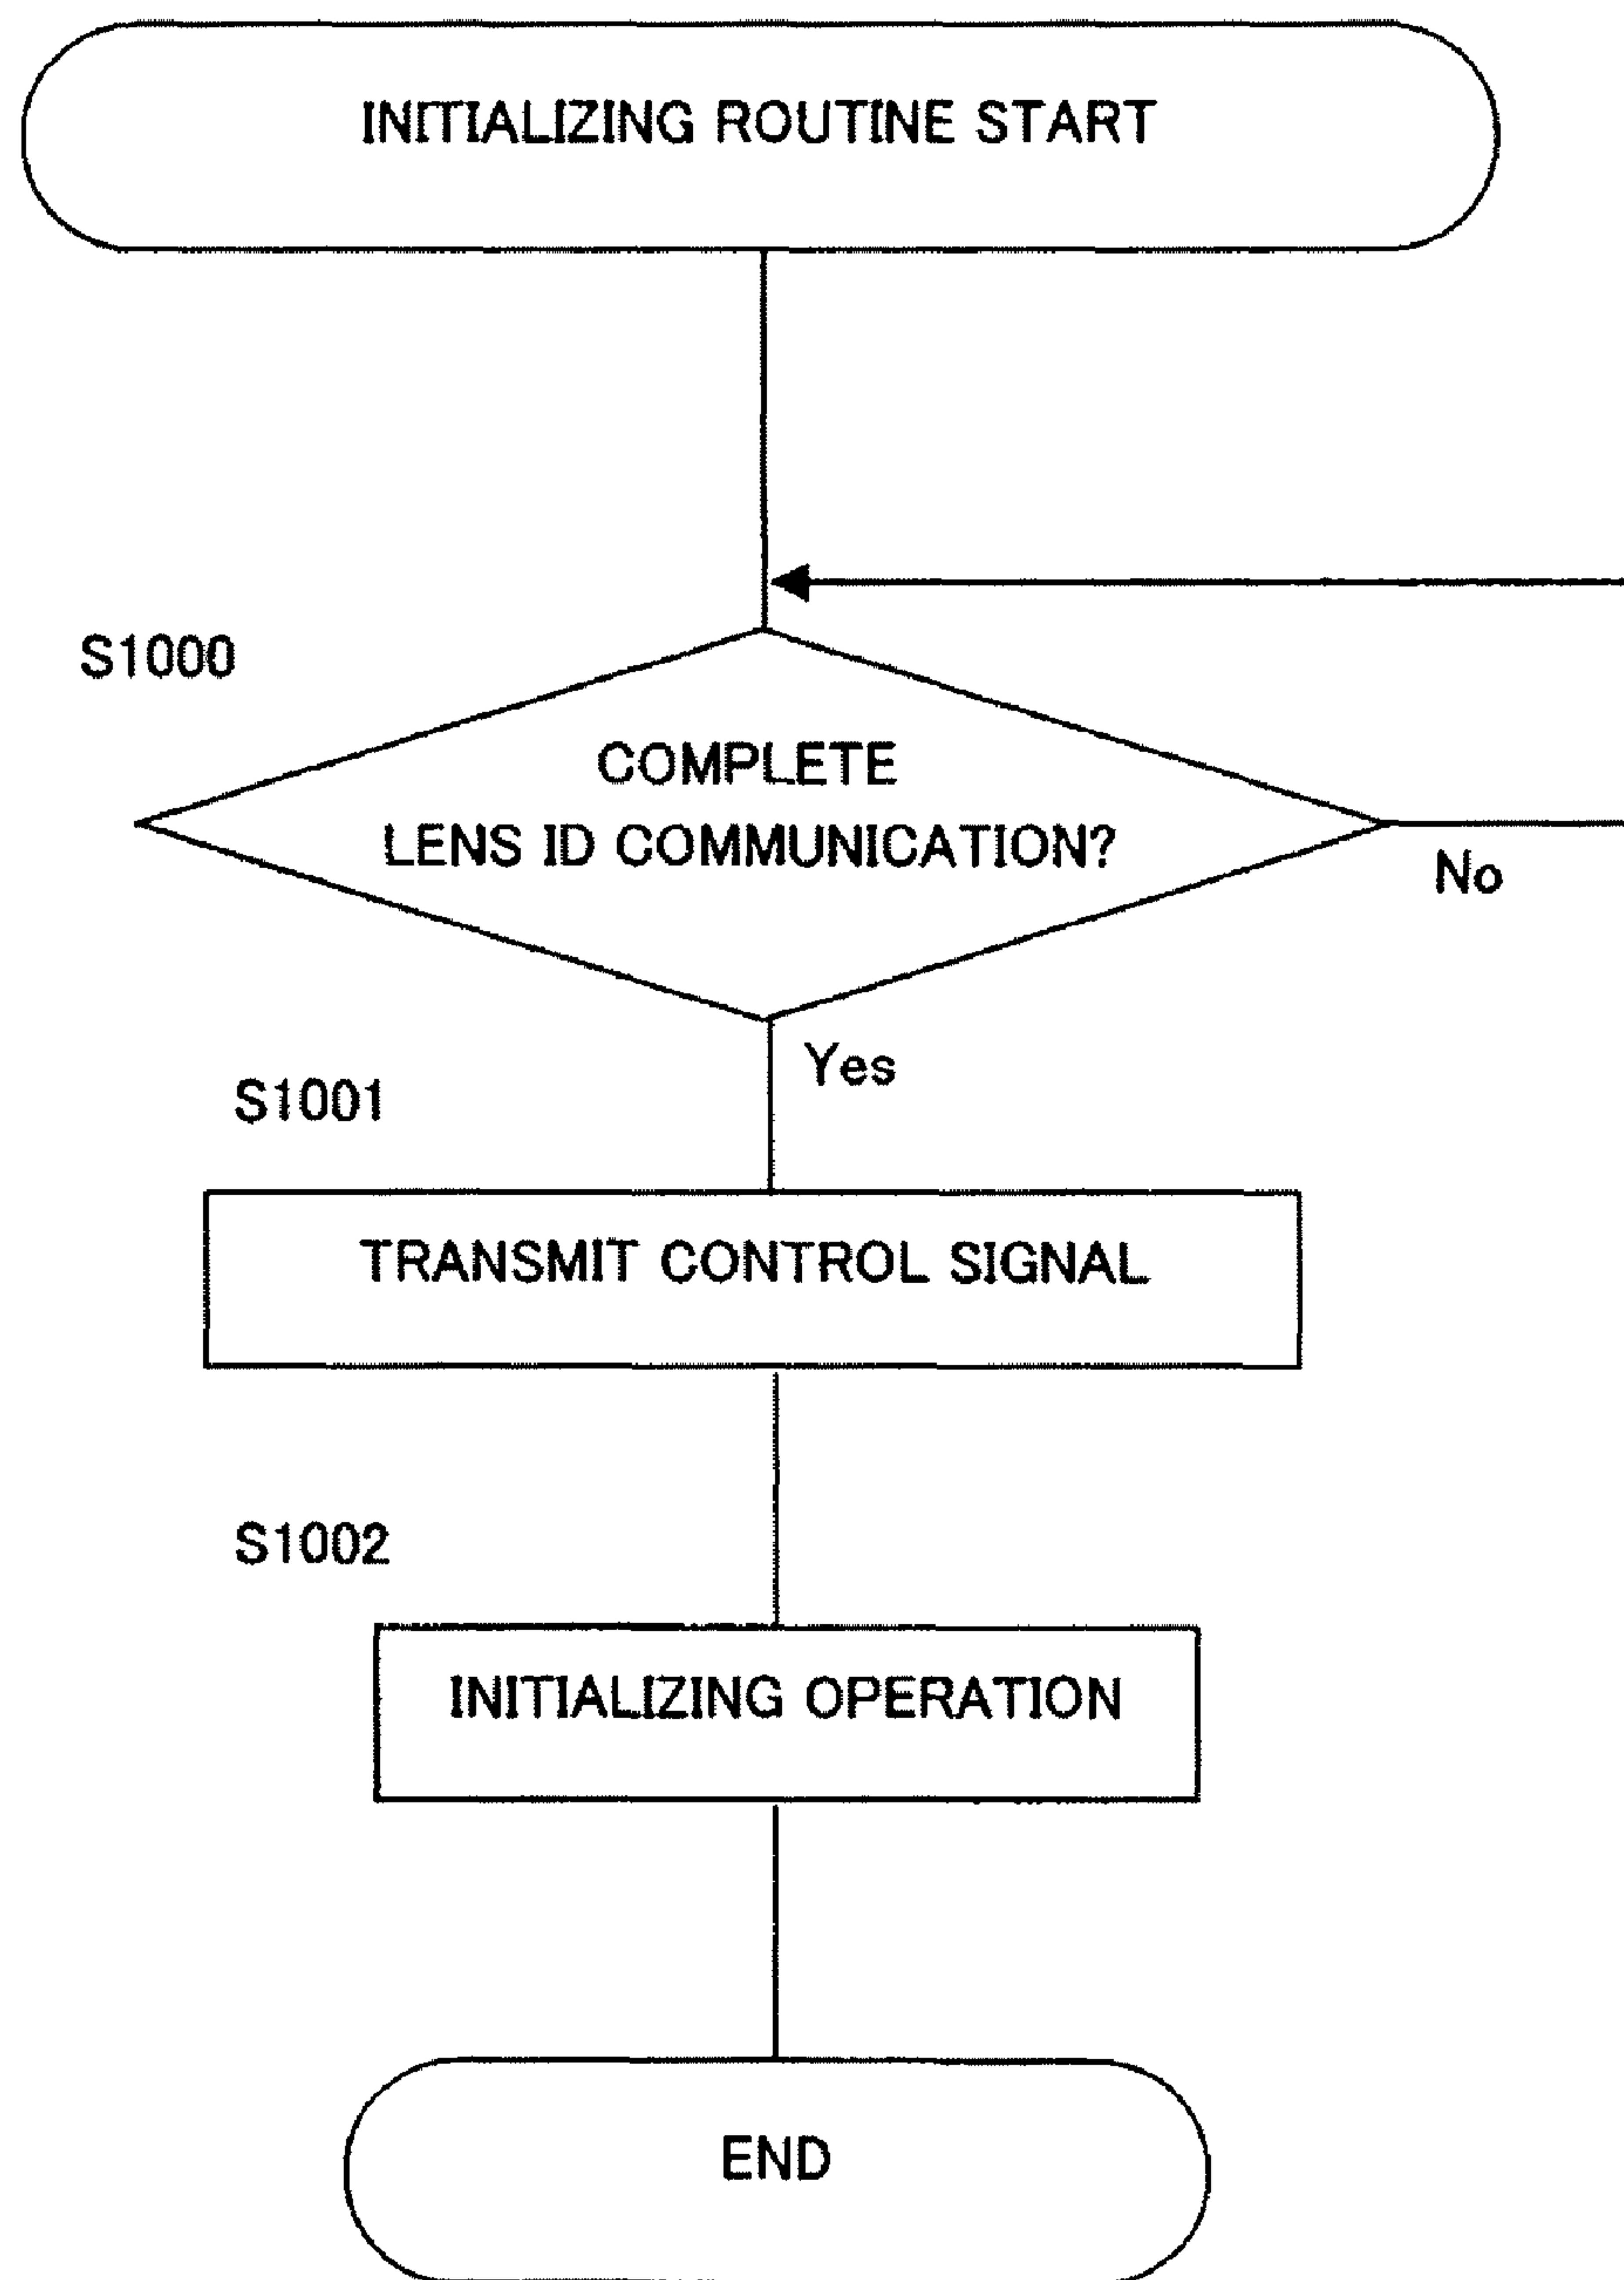 INITIALIZING ROUTINE START
S1000
COMPLETE
LENS ID COMMUNICATION?
No
Yes
S1001
TRANSMIT CONTROL SIGNAL
S1002
INITIALIZING OPERATION
END